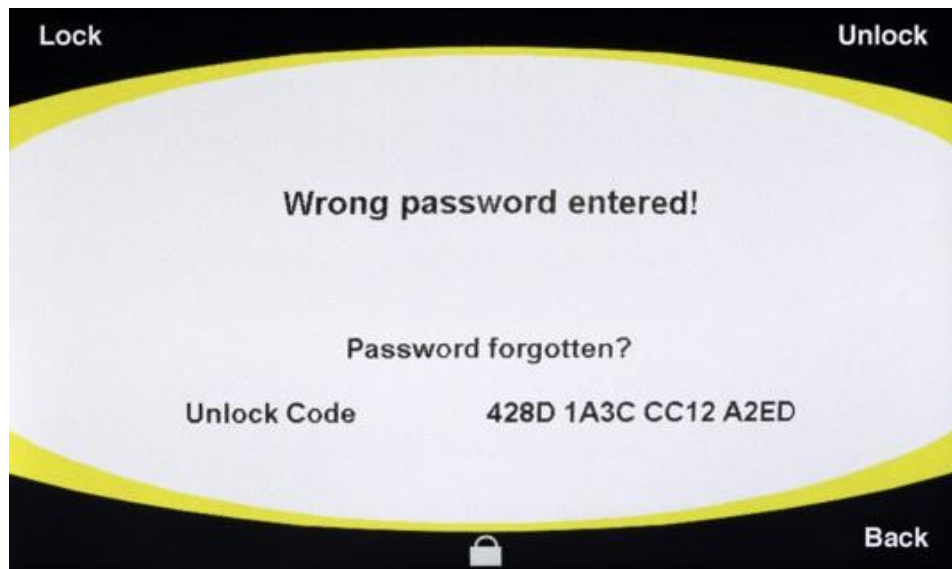 Lock
Unlock
Wrong password entered!
Password forgotten?
Unlock Code 428D 1A3C CC12 A2ED
Back